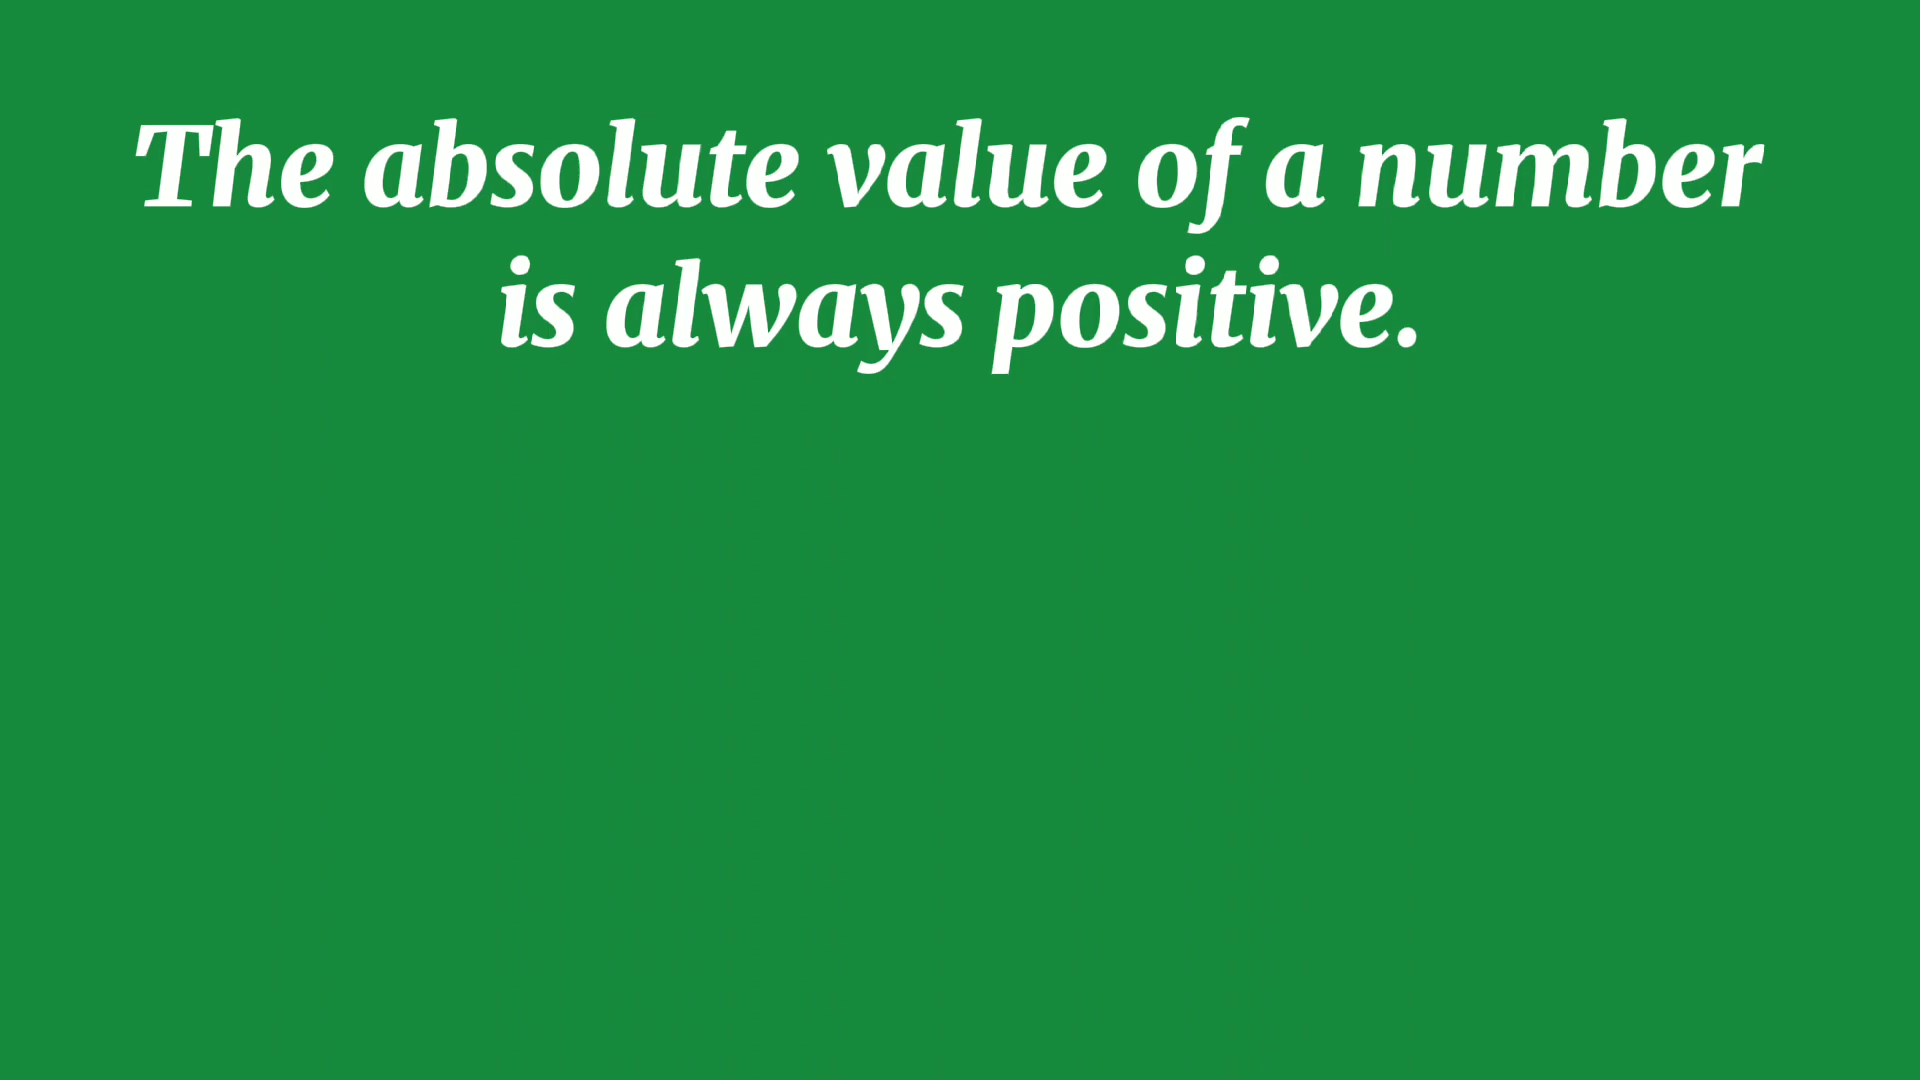 The absolute value of a number
is always positive.